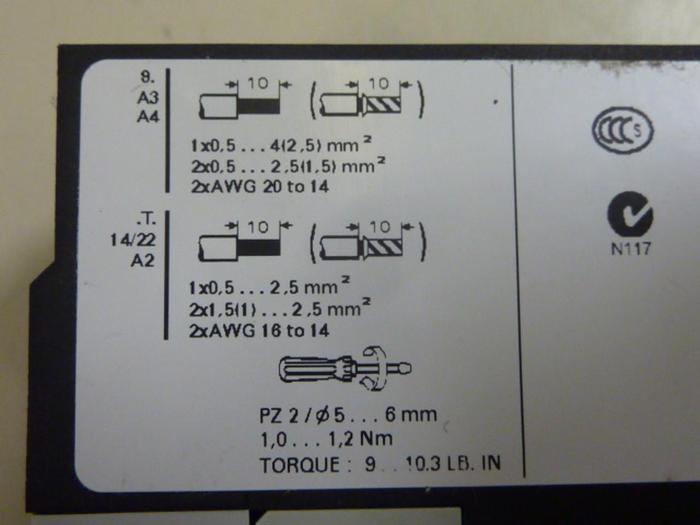 9.
A3
A4
10 10
1x0,5 ... 4(2,5) mm²
2x0,5 ... 2,5(1,5) mm²
2xAWG 20 to 14
.T.
14/22
A2
10 10
1x0,5 ... 2,5 mm²
2x1,5(1) ... 2,5 mm²
2xAWG 16 to 14
PZ 2 / Ø 5 ... 6 mm
1,0 ... 1,2 Nm
TORQUE : 9 .. 10.3 LB. IN
CCC S
N117